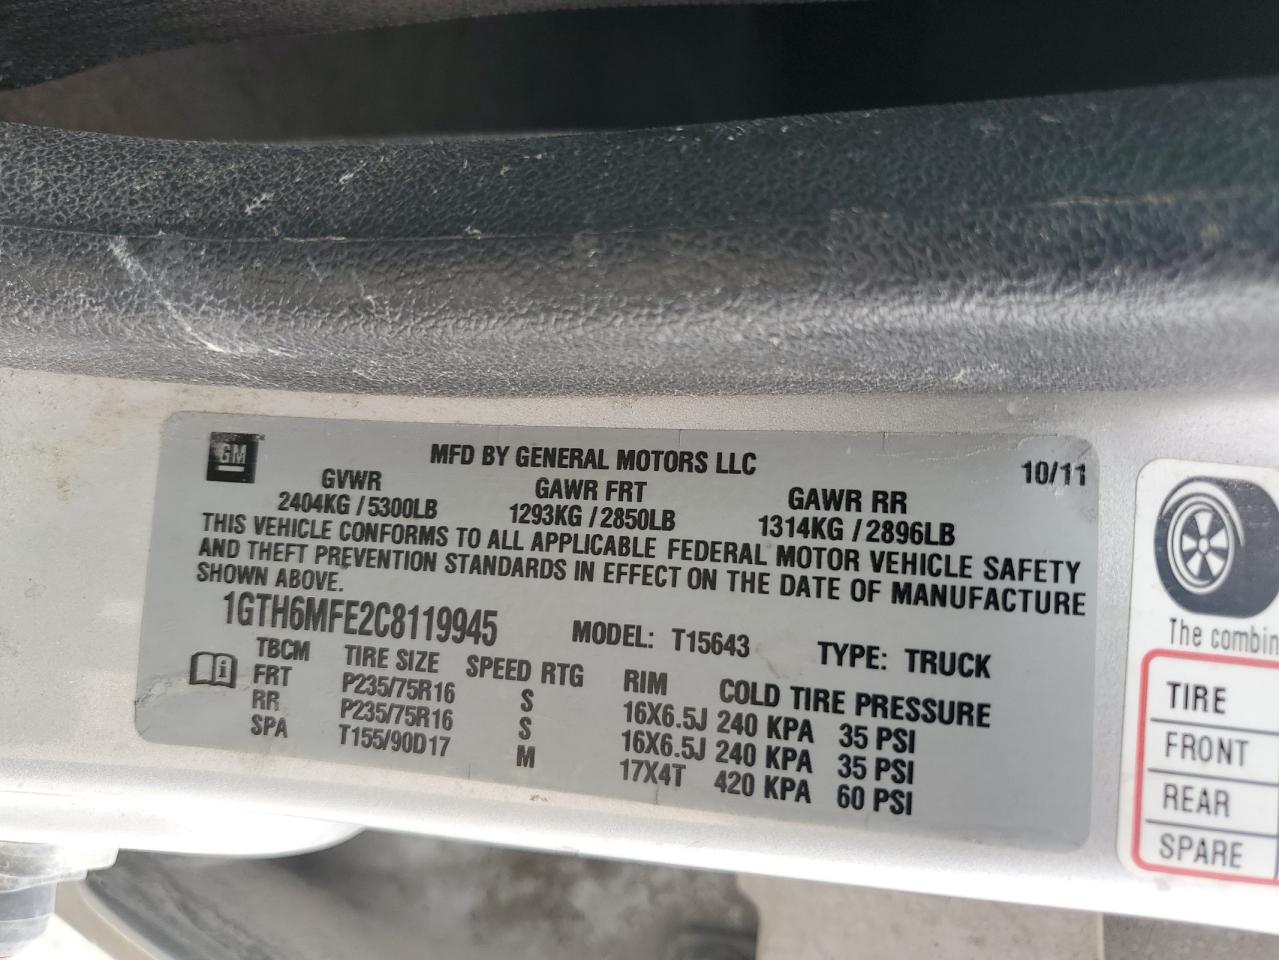 GM
MFD BY GENERAL MOTORS LLC 10/11
GVWR GAWR FRT GAWR RR
2404KG / 5300LB 1293KG / 2850LB 1314KG / 2896LB
THIS VEHICLE CONFORMS TO ALL APPLICABLE FEDERAL MOTOR VEHICLE SAFETY
AND THEFT PREVENTION STANDARDS IN EFFECT ON THE DATE OF MANUFACTURE
SHOWN ABOVE.
1GTH6MFE2C8119945 MODEL: T15643 TYPE: TRUCK
TBCM TIRE SIZE SPEED RTG RIM COLD TIRE PRESSURE
FRT P235/75R16 S 16X6.5J 240 KPA 35 PSI
RR P235/75R16 S 16X6.5J 240 KPA 35 PSI
SPA T155/90D17 M 17X4T 420 KPA 60 PSI
The combin
TIRE
FRONT
REAR
SPARE